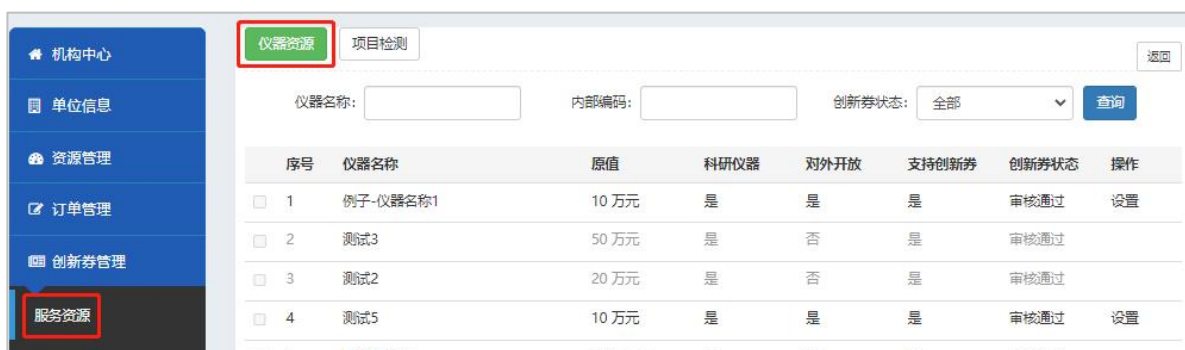 机构中心
单位信息
资源管理
订单管理
创新券管理
服务资源
仪器资源 项目检测
返回
仪器名称: 内部编码: 创新券状态: 全部 查询
序号 仪器名称 原值 科研仪器 对外开放 支持创新券 创新券状态 操作
1 例子-仪器名称1 10 万元 是 是 是 审核通过 设置
2 测试3 50 万元 是 否 是 审核通过
3 测试2 20 万元 是 否 是 审核通过
4 测试5 10 万元 是 是 是 审核通过 设置